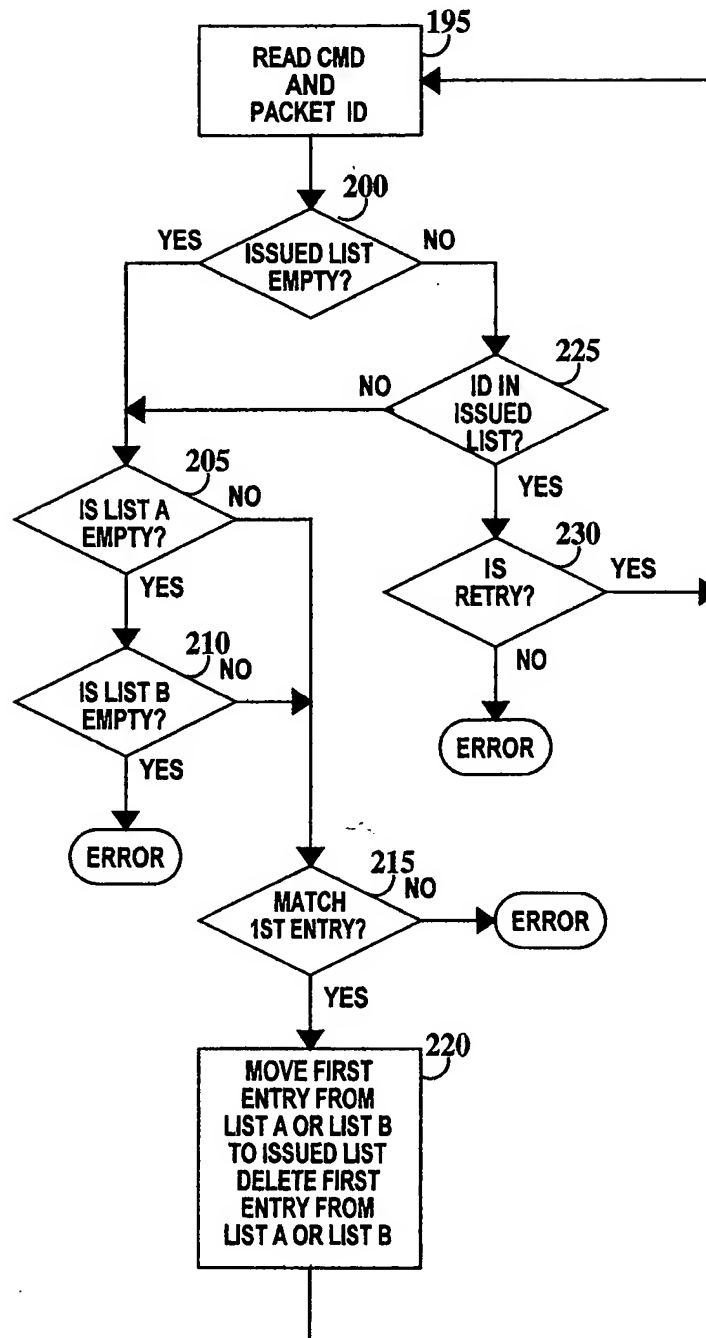 195
READ CMD
AND
PACKET ID
200
YES
NO
ISSUED LIST
EMPTY?
225
NO
ID IN
ISSUED
LIST?
205
NO
YES
IS LIST A
EMPTY?
230
YES
IS
YES
RETRY?
210
NO
NO
IS LIST B
EMPTY?
YES
ERROR
ERROR
215
NO
MATCH
1ST ENTRY?
ERROR
YES
220
MOVE FIRST
ENTRY FROM
LIST A OR LIST B
TO ISSUED LIST
DELETE FIRST
ENTRY FROM
LIST A OR LIST B